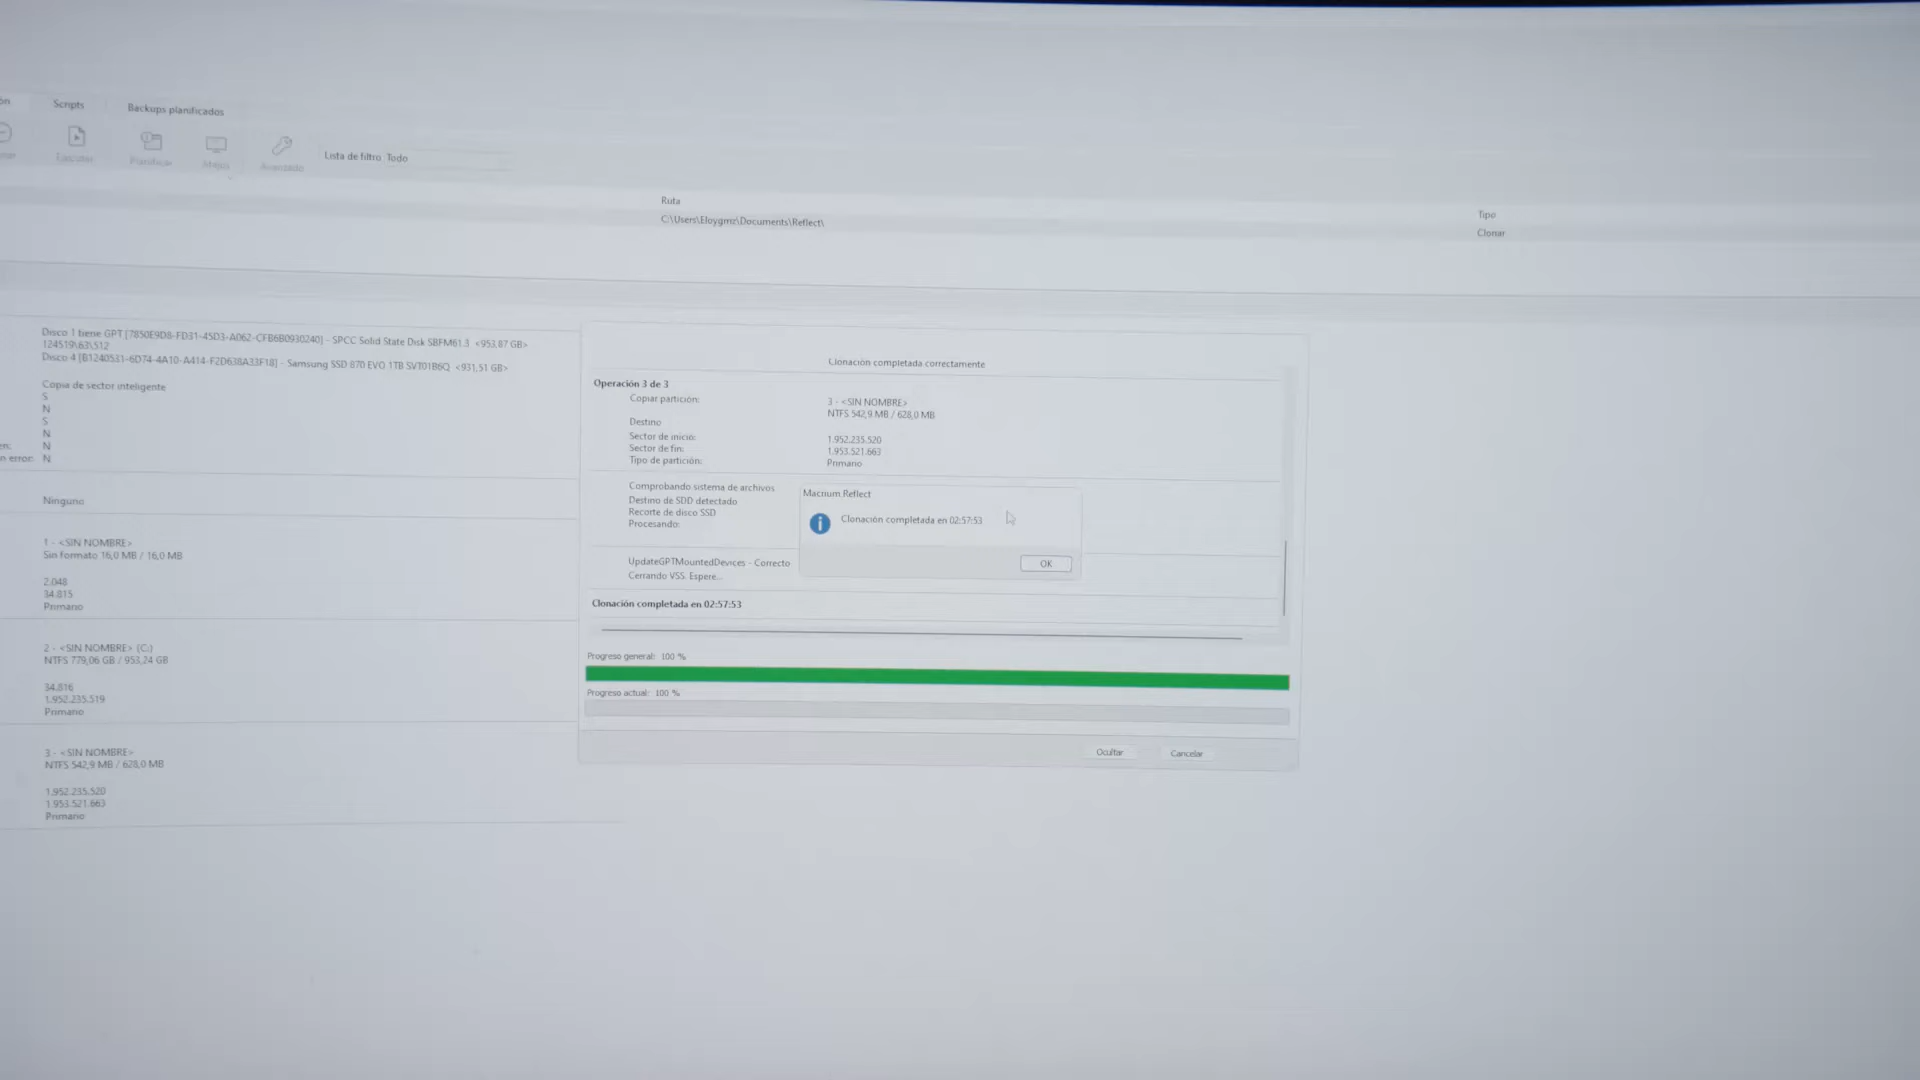 Scripts
Backups planificados
Ejecutar
Planificar
Avanzado
Lista de filtro Todo
Ruta
Tipo
C:\Users\Eloygmz\Documents\Reflect\
Clonar
Disco 1 tiene GPT [7850E9D8-FD31-45D3-A062-CFB6B0930240] - SPCC Solid State Disk SBFM61.3 <953,87 GB>
124519\63\512
Disco 4 [B1240531-6D74-4A10-A414-F2D638A33F18] - Samsung SSD 870 EVO 1TB SVT01B6Q <931,51 GB>
Copia de sector inteligente
S
N
S
N
en: N
n error: N
Ninguno
1 - <SIN NOMBRE>
Sin formato 16,0 MB / 16,0 MB
2.048
34.815
Primario
2 - <SIN NOMBRE> (C:)
NTFS 779,06 GB / 953,24 GB
34.816
1.952.235.519
Primario
3 - <SIN NOMBRE>
NTFS 542,9 MB / 628,0 MB
1.952.235.520
1.953.521.663
Primario
Clonación completada correctamente
Operación 3 de 3
Copiar partición: 3 - <SIN NOMBRE>
NTFS 542,9 MB / 628,0 MB
Destino
Sector de inicio: 1.952.235.520
Sector de fin: 1.953.521.663
Tipo de partición: Primario
Comprobando sistema de archivos
Destino de SDD detectado
Recorte de disco SSD
Procesando:
Macrium Reflect
Clonación completada en 02:57:53
OK
UpdateGPTMountedDevices - Correcto
Cerrando VSS. Espere...
Clonación completada en 02:57:53
Progreso general: 100 %
Progreso actual: 100 %
Ocultar
Cancelar